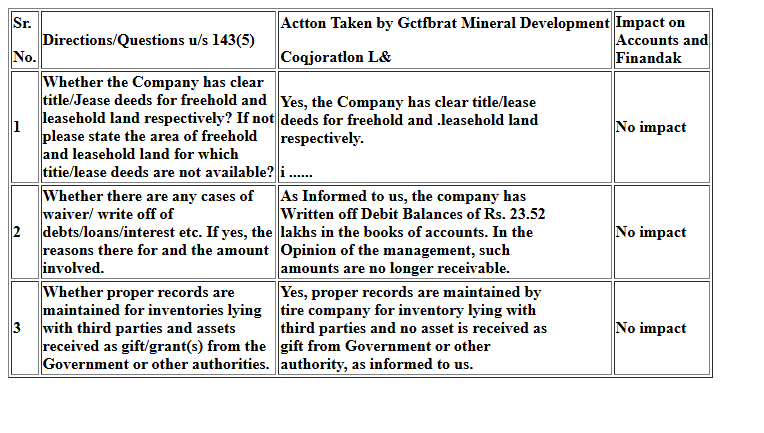 Sr.
No.
Directions/Questions u/s 143(5)
Actton Taken by Gctfbrat Mineral Development
Coqjoratlon L&
Impact on
Accounts and
Finandak
1
Whether the Company has clear
title/Jease deeds for freehold and
leasehold land respectively? If not
please state the area of freehold
and leasehold land for which
titie/lease deeds are not available?
Yes, the Company has clear title/lease
deeds for freehold and .leasehold land
respectively.
i ......
No impact
2
Whether there are any cases of
waiver/ write off of
debts/loans/interest etc. If yes, the
reasons there for and the amount
involved.
As Informed to us, the company has
Written off Debit Balances of Rs. 23.52
lakhs in the books of accounts. In the
Opinion of the management, such
amounts are no longer receivable.
No impact
3
Whether proper records are
maintained for inventories lying
with third parties and assets
received as gift/grant(s) from the
Government or other authorities.
Yes, proper records are maintained by
tire company for inventory lying with
third parties and no asset is received as
gift from Government or other
authority, as informed to us.
No impact